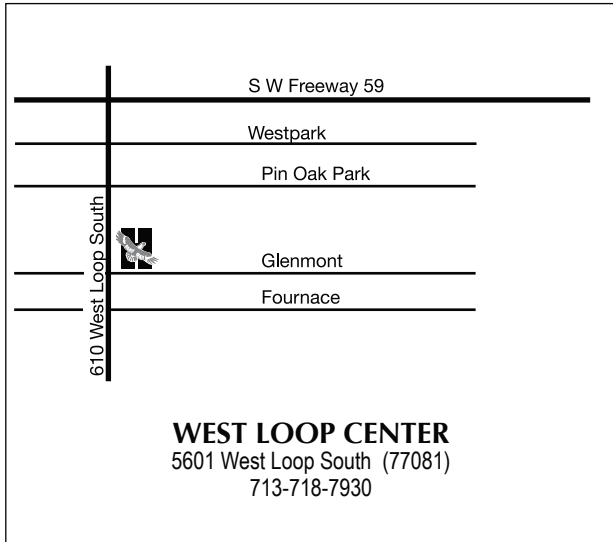 S W Freeway 59
Westpark
Pin Oak Park
610 West Loop South
Glenmont
Fournace
WEST LOOP CENTER
5601 West Loop South (77081)
713-718-7930